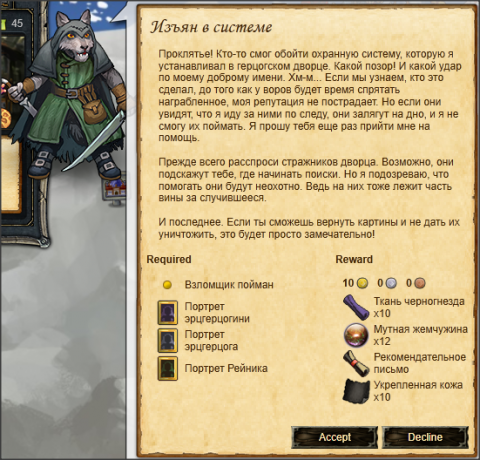 45
Изъян в системе
Проклятье! Кто-то смог обойти охранную систему, которую я
устанавливал в герцогском дворце. Какой позор! И какой удар
по моему доброму имени. Хм-м... Если мы узнаем, кто это
сделал, до того как у воров будет время спрятать
награбленное, моя репутация не пострадает. Но если они
увидят, что я иду за ними по следу, они залягут на дно, и я не
смогу их поймать. Я прошу тебя еще раз прийти мне на
помощь.
Прежде всего расспроси стражников дворца. Возможно, они
подскажут тебе, где начинать поиски. Но я подозреваю, что
помогать они будут неохотно. Ведь на них тоже лежит часть
вины за случившееся.
И последнее. Если ты сможешь вернуть картины и не дать их
уничтожить, это будет просто замечательно!
Required
Взломщик пойман
Портрет
эрцгерцогини
Портрет
эрцгерцога
Портрет Рейника
Reward
10 0 0
Ткань черногнезда
x10
Мутная жемчужина
x12
Рекомендательное
письмо
Укрепленная кожа
x10
Accept Decline